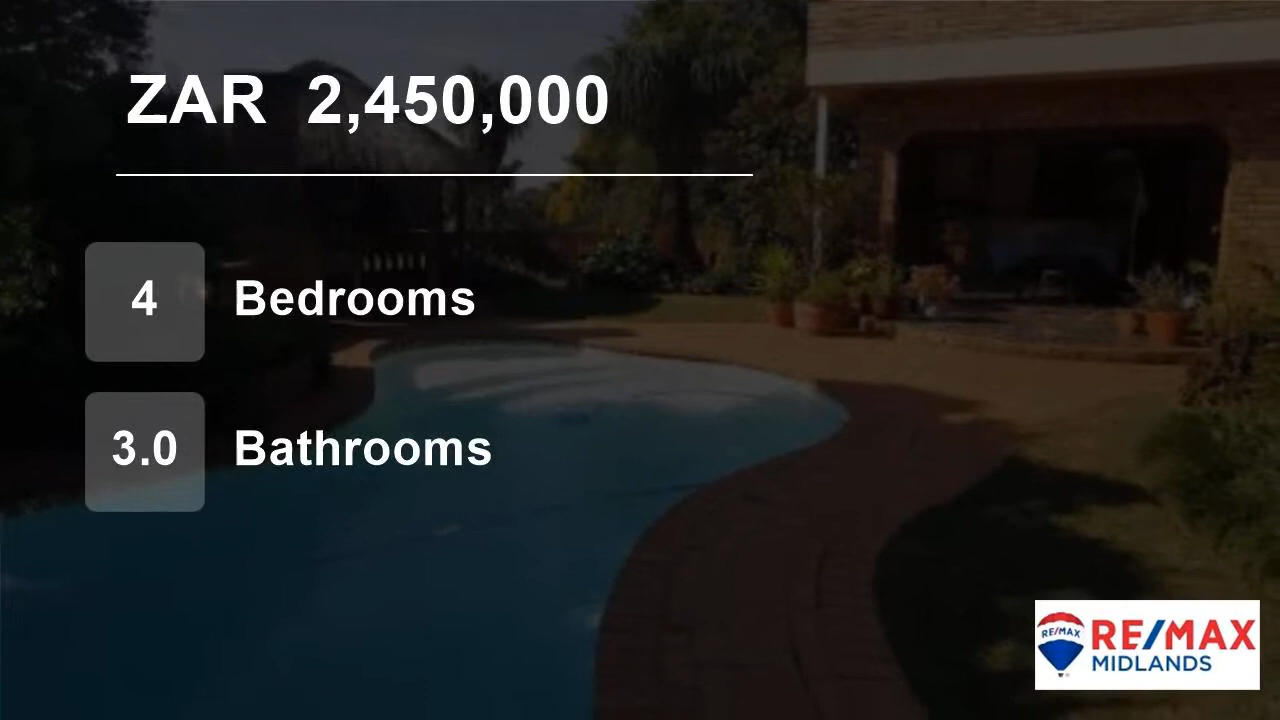 ZAR 2,450,000
4 Bedrooms
3.0 Bathrooms
RE/MAX
RE/MAX
MIDLANDS